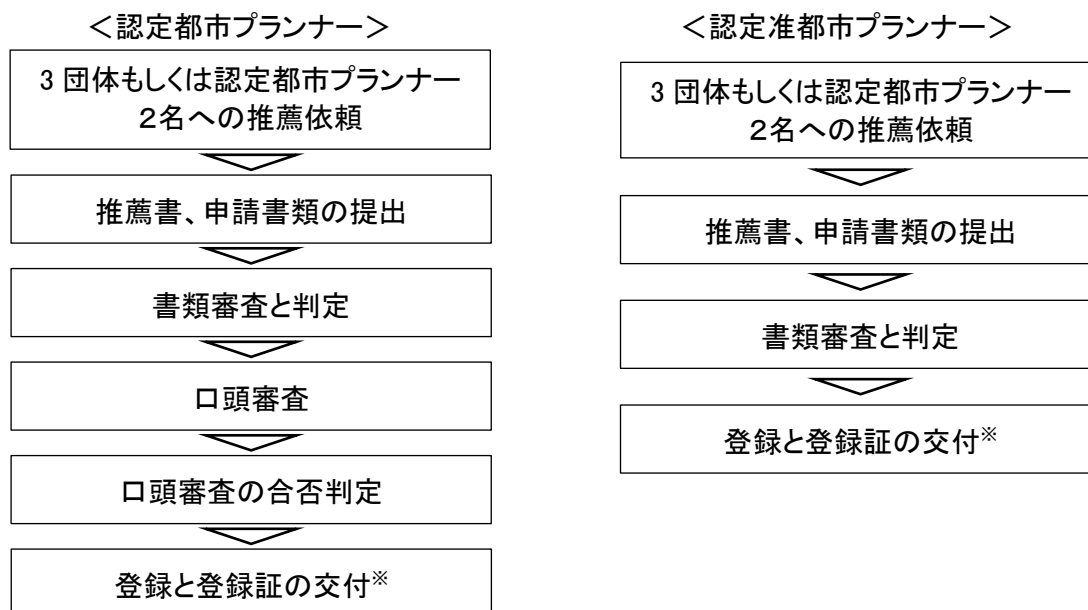 ＜認定都市プランナー＞
3 団体もしくは認定都市プランナー
２名への推薦依頼
推薦書、申請書類の提出
書類審査と判定
口頭審査
口頭審査の合否判定
登録と登録証の交付※
＜認定准都市プランナー＞
3 団体もしくは認定都市プランナー
２名への推薦依頼
推薦書、申請書類の提出
書類審査と判定
登録と登録証の交付※